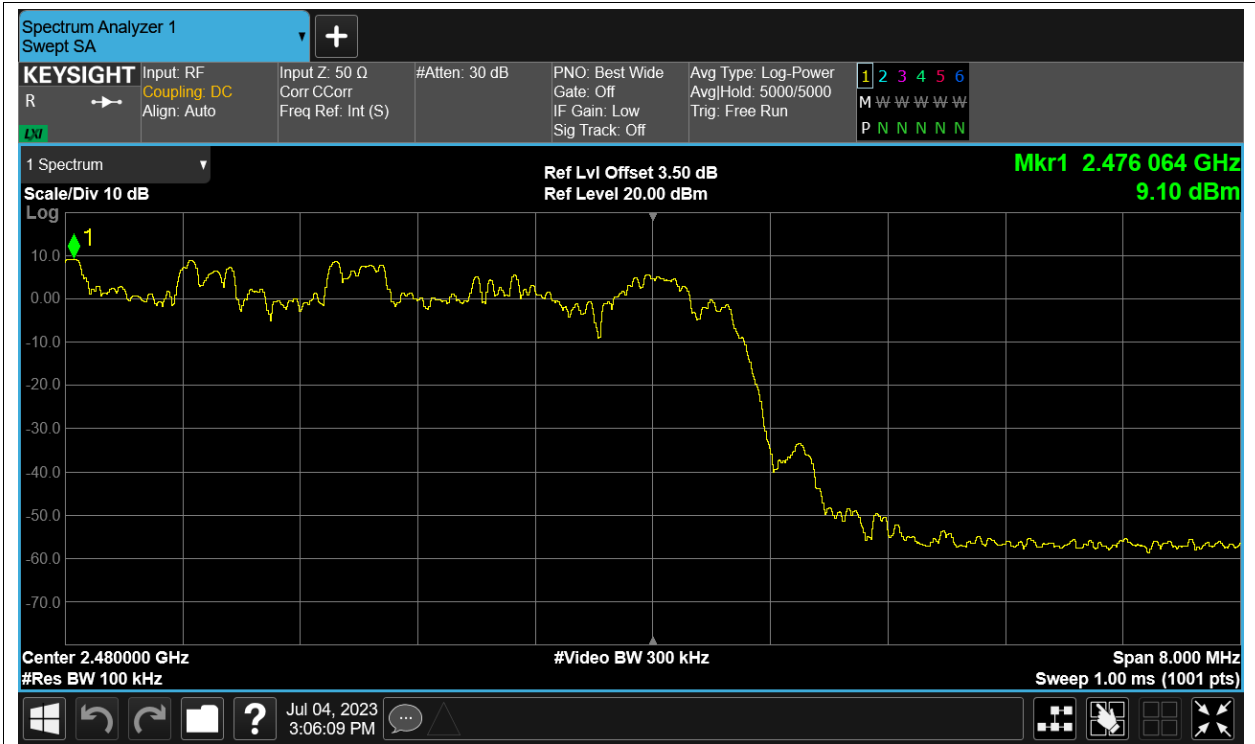 Spectrum Analyzer 1
Swept SA
+
KEYSIGHT
R
LXI
Input: RF
Coupling: DC
Align: Auto
Input Z: 50 Ω
Corr CCorr
Freq Ref: Int (S)
#Atten: 30 dB
PNO: Best Wide
Gate: Off
IF Gain: Low
Sig Track: Off
Avg Type: Log-Power
Avg|Hold: 5000/5000
Trig: Free Run
1 2 3 4 5 6
M W W W W W
P N N N N N
1 Spectrum
Scale/Div 10 dB
Log
Ref Lvl Offset 3.50 dB
Ref Level 20.00 dBm
Mkr1 2.476 064 GHz
9.10 dBm
1
10.0
0.00
-10.0
-20.0
-30.0
-40.0
-50.0
-60.0
-70.0
Center 2.480000 GHz
#Res BW 100 kHz
#Video BW 300 kHz
Span 8.000 MHz
Sweep 1.00 ms (1001 pts)
?
Jul 04, 2023
3:06:09 PM